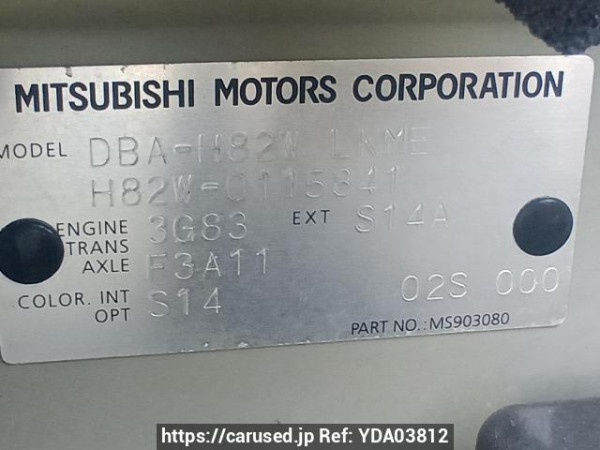 MITSUBISHI MOTORS CORPORATION
MODEL DBA-H82W LKME
H82W-0115841
ENGINE 3G83 EXT S14A
TRANS
AXLE F3A11
COLOR. INT S14 02S 000
OPT
PART NO.:MS903080
https://carused.jp Ref: YDA03812